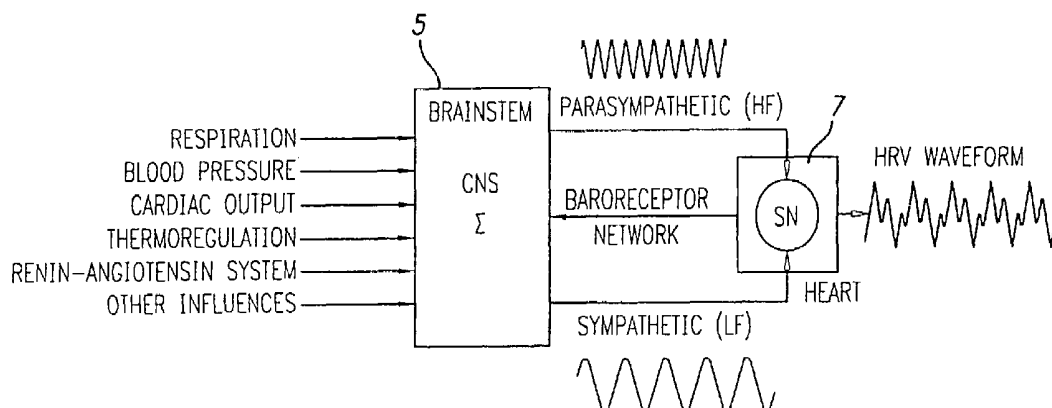 5
PARASYMPATHETIC (HF)
BRAINSTEM
CNS
Σ
RESPIRATION
BLOOD PRESSURE
CARDIAC OUTPUT
THERMOREGULATION
RENIN-ANGIOTENSIN SYSTEM
OTHER INFLUENCES
BARORECEPTOR
NETWORK
7
SN
HEART
HRV WAVEFORM
SYMPATHETIC (LF)